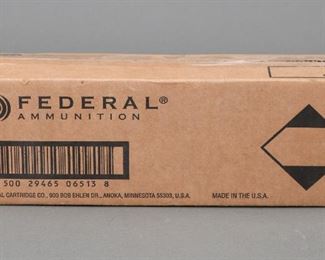 FEDERAL®
AMMUNITION
500 29465 06513 8
AL CARTRIDGE CO., 900 BOB EHLEN DR., ANOKA, MINNESOTA 55303, U.S.A.
MADE IN THE U.S.A.